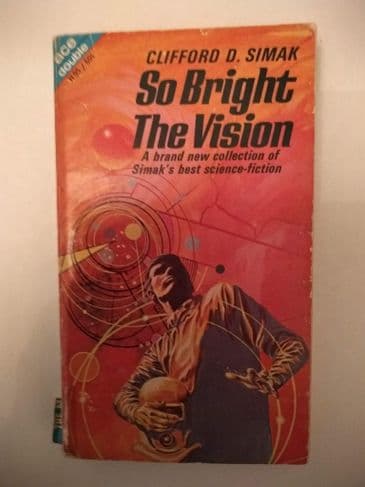 ace
double
CLIFFORD D. SIMAK
So Bright
The Vision
A brand new collection of
Simak's best science-fiction